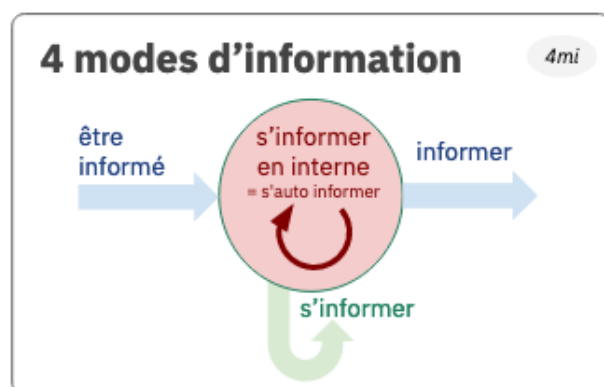 4 modes d’information
4mi
être
informé
s’informer
en interne
= s'auto informer
informer
s’informer